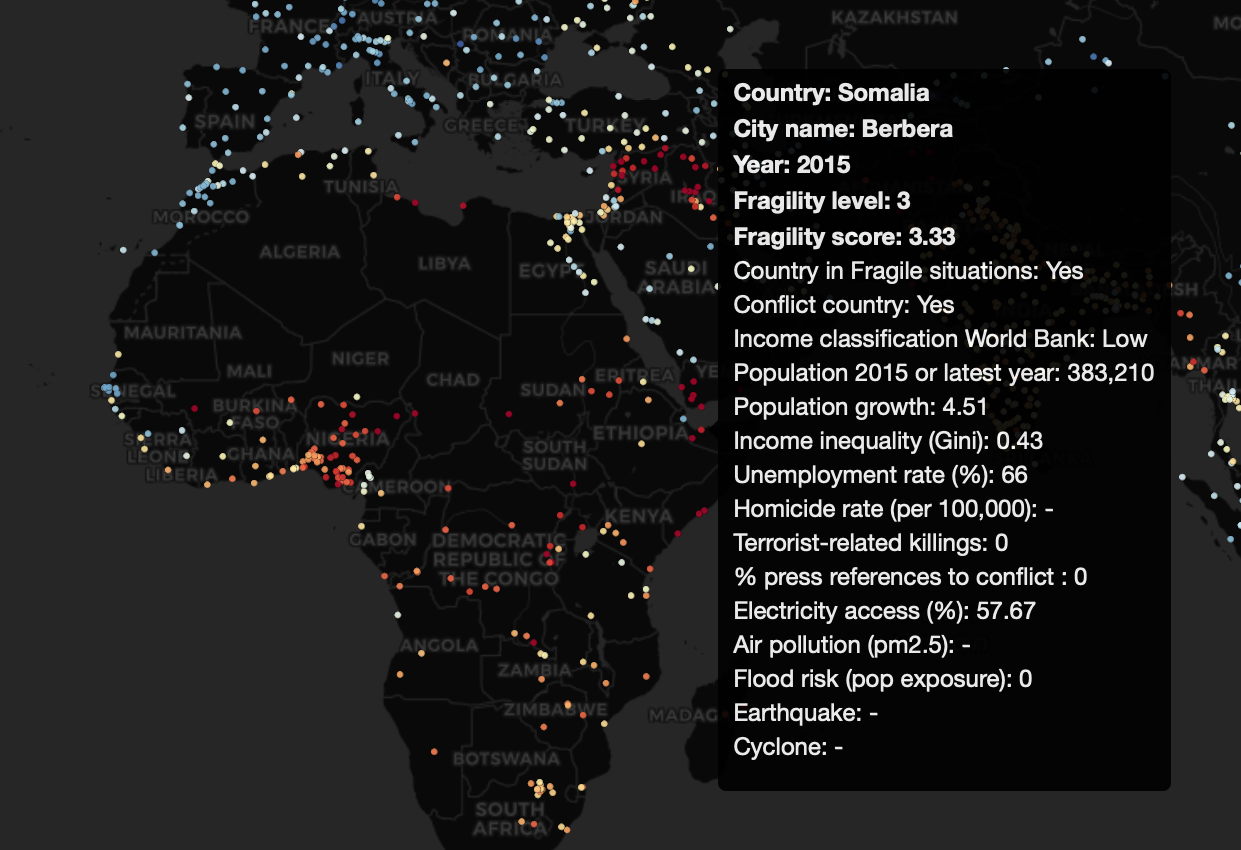 KAZAKHSTAN
FRANCE
AUSTRIA
ROMANIA
ITALY
BULGARIA
SPAIN
GREECE
TURKEY
TUNISIA
SYRIA
IRAQ
MOROCCO
JORDAN
ALGERIA
LIBYA
EGYPT
SAUDI
ARABIA
MAURITANIA
NIGER
MALI
CHAD
SUDAN
ERITREA
YE
SENEGAL
BURKINA
FASO
NIGERIA
ETHIOPIA
SIERRA
LEONE
GHANA
LIBERIA
SOUTH
SUDAN
CAMEROON
KENYA
GABON
DEMOCRATIC
REPUBLIC OF
THE CONGO
ANGOLA
ZAMBIA
ZIMBABWE
MADAG
BOTSWANA
SOUTH
AFRICA
Country: Somalia
City name: Berbera
Year: 2015
Fragility level: 3
Fragility score: 3.33
Country in Fragile situations: Yes
Conflict country: Yes
Income classification World Bank: Low
Population 2015 or latest year: 383,210
Population growth: 4.51
Income inequality (Gini): 0.43
Unemployment rate (%): 66
Homicide rate (per 100,000): -
Terrorist-related killings: 0
% press references to conflict : 0
Electricity access (%): 57.67
Air pollution (pm2.5): -
Flood risk (pop exposure): 0
Earthquake: -
Cyclone: -
MO
SH
ANMAR
THAI